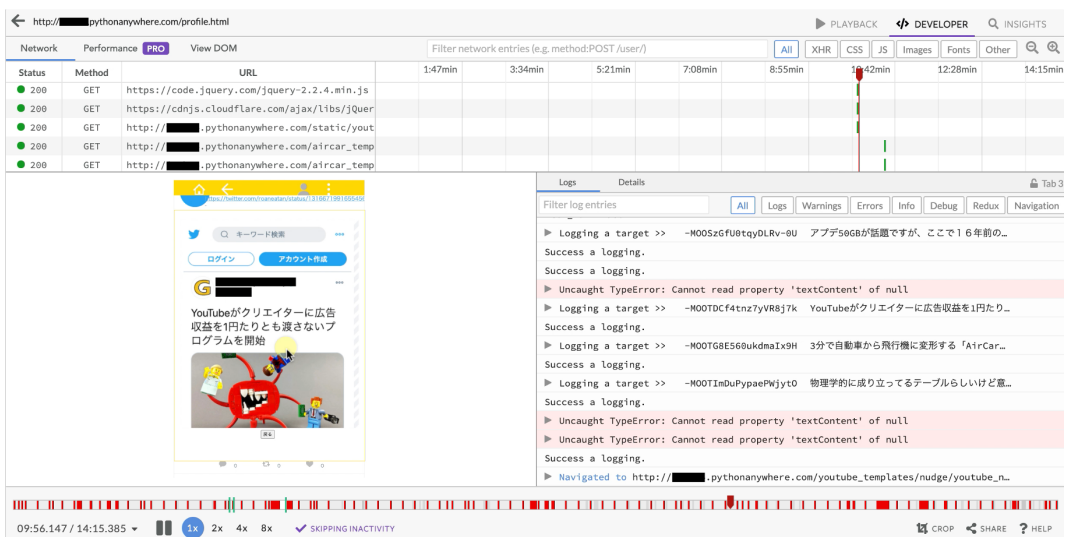 http://
pythonanywhere.com/profile.html
PLAYBACK
</> DEVELOPER
INSIGHTS
Network
Performance PRO
View DOM
Filter network entries (e.g. method:POST /user/)
All
XHR
CSS
JS
Images
Fonts
Other
Status Method URL
1:47min 3:34min 5:21min 7:08min 8:55min 12:28min 14:15min
200 GET https://code.jquery.com/jquery-2.2.4.min.js
200 GET https://cdnjs.cloudflare.com/ajax/libs/jQuer
200 GET http:// .pythonanywhere.com/static/yout
200 GET http:// .pythonanywhere.com/aircar_temp
200 GET http:// .pythonanywhere.com/aircar_temp
キーワード検索
ログイン
アカウント作成
YouTubeがクリエイターに広告
収益を1円たりとも渡さないプ
ログラムを開始
戻る
0 0 0
Logs
Details
Tab 3
Filter log entries
All
Logs
Warnings
Errors
Info
Debug
Redux
Navigation
Logging a target >> -MOOSzGfU0tqyDLRv-0U アプデ50GBが話題ですが、ここで１６年前の…
Success a logging.
Success a logging.
Uncaught TypeError: Cannot read property 'textContent' of null
Logging a target >> -MOOTDCf4tnz7yVR8j7k YouTubeがクリエイターに広告収益を1円たり…
Success a logging.
Logging a target >> -MOOTG8E560ukdmaIx9H 3分で自動車から飛行機に変形する「AirCar…
Success a logging.
Logging a target >> -MOOTImDuPypaePWjytO 物理学的に成り立ってるテーブルらしいけど意…
Success a logging.
Uncaught TypeError: Cannot read property 'textContent' of null
Uncaught TypeError: Cannot read property 'textContent' of null
Success a logging.
Navigated to http:// .pythonanywhere.com/youtube_templates/nudge/youtube_n…
09:56.147 / 14:15.385
1x
2x
4x
8x
SKIPPING INACTIVITY
CROP
SHARE
? HELP